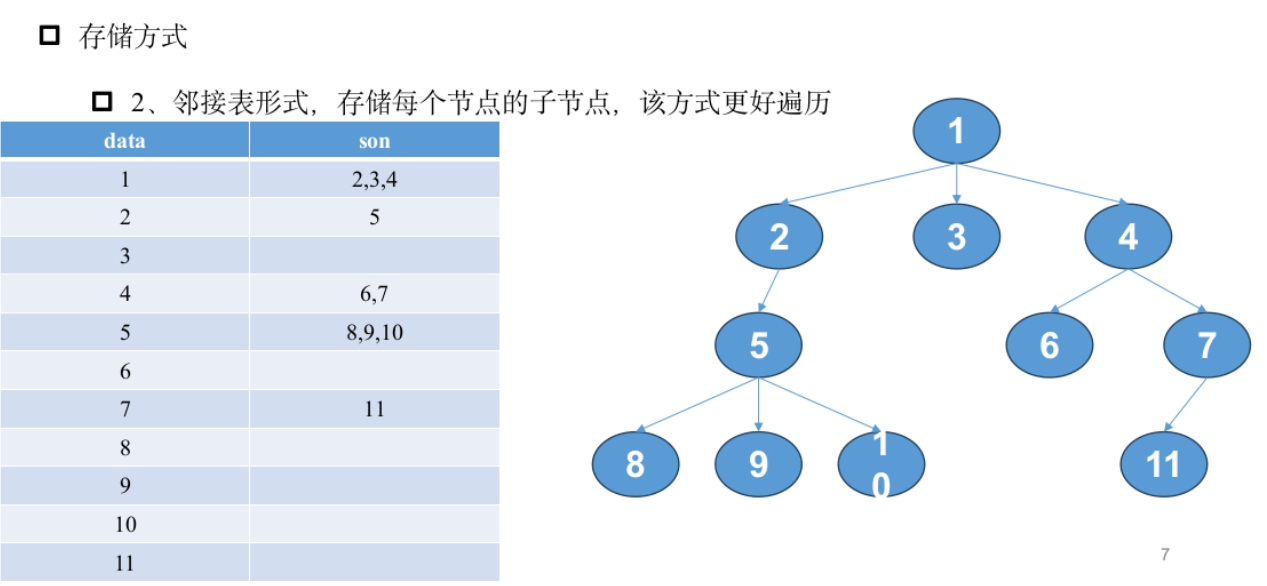 存储方式
2、邻接表形式，存储每个节点的子节点，该方式更好遍历
data son
1 2,3,4
2 5
3
4 6,7
5 8,9,10
6
7 11
8
9
10
11
1
2 3 4
5 6 7
8 9 10 11
7